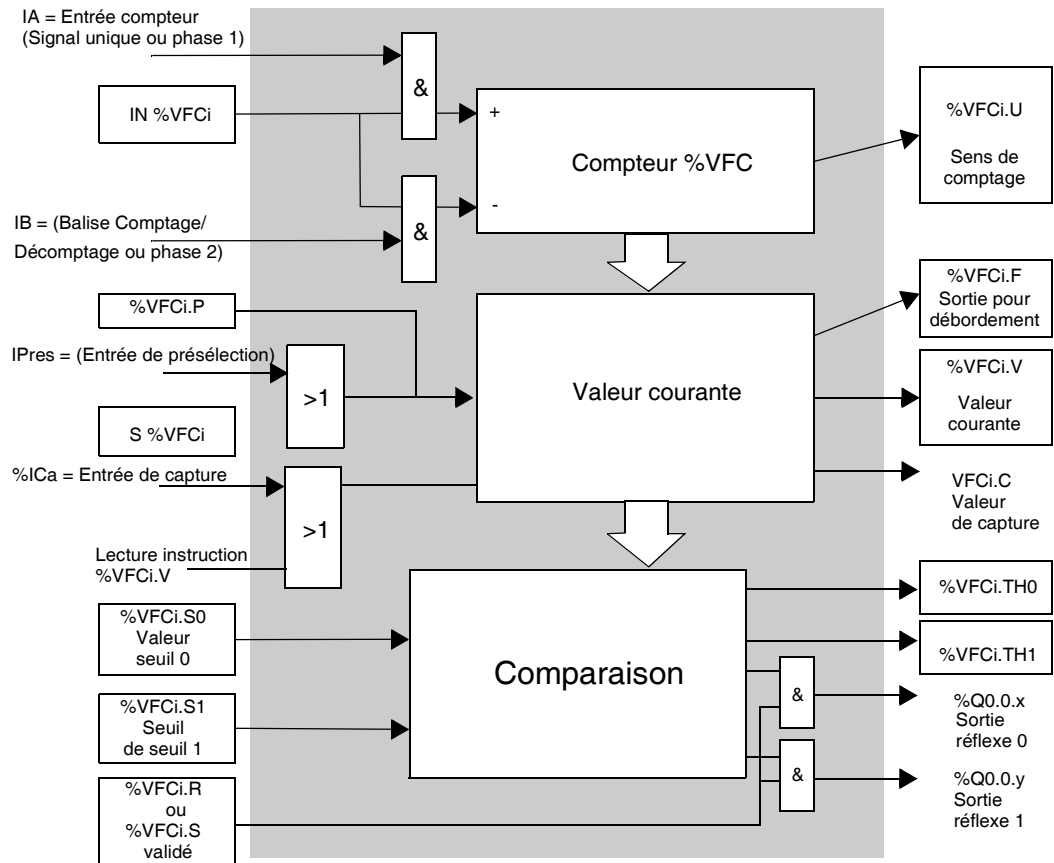 IA = Entrée compteur
(Signal unique ou phase 1)
IN %VFCi
IB = (Balise Comptage/
Décomptage ou phase 2)
%VFCi.P
IPres = (Entrée de présélection)
S %VFCi
%ICa = Entrée de capture
Lecture instruction
%VFCi.V
%VFCi.S0
Valeur
seuil 0
%VFCi.S1
Seuil
de seuil 1
%VFCi.R
ou
%VFCi.S
validé
&
&
>1
>1
+
Compteur %VFC
-
Valeur courante
Comparaison
&
&
%VFCi.U
Sens de
comptage
%VFCi.F
Sortie pour
débordement
%VFCi.V
Valeur
courante
VFCi.C
Valeur
de capture
%VFCi.TH0
%VFCi.TH1
%Q0.0.x
Sortie
réflexe 0
%Q0.0.y
Sortie
réflexe 1